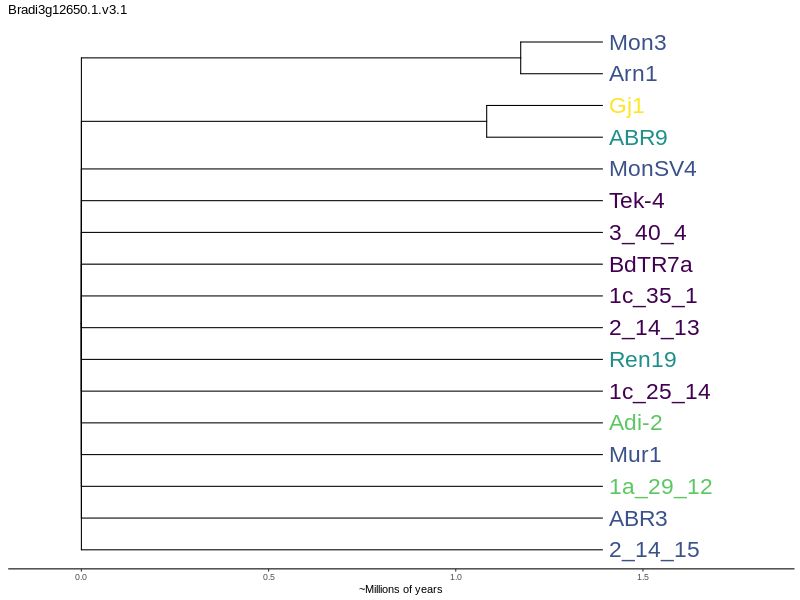 Bradi3g12650.1.v3.1
Mon3
Arn1
Gj1
ABR9
MonSV4
Tek-4
3_40_4
BdTR7a
1c_35_1
2_14_13
Ren19
1c_25_14
Adi-2
Mur1
1a_29_12
ABR3
2_14_15
0.0 0.5 1.0 1.5
~Millions of years